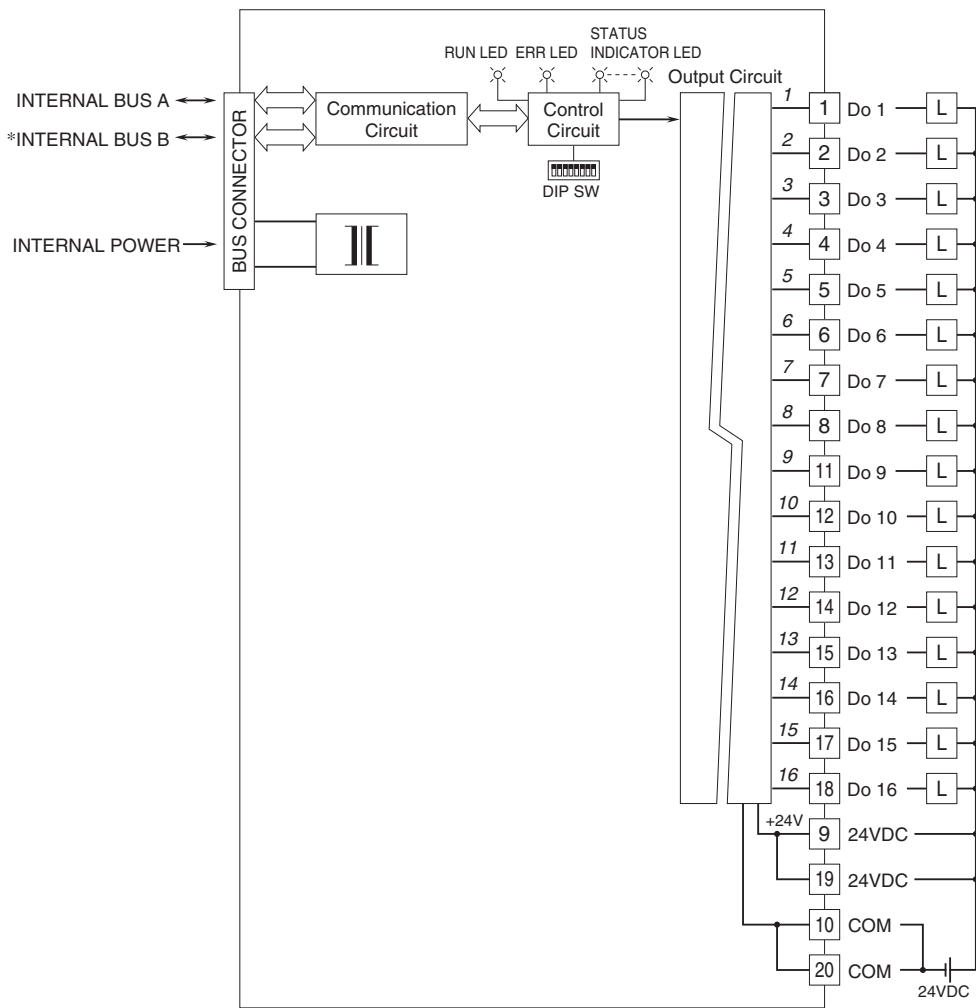 STATUS
RUN LED ERR LED INDICATOR LED
Output Circuit
INTERNAL BUS A
*INTERNAL BUS B
INTERNAL POWER
BUS CONNECTOR
Communication
Circuit
Control
Circuit
DIP SW
1 1 Do 1 L
2 2 Do 2 L
3 3 Do 3 L
4 4 Do 4 L
5 5 Do 5 L
6 6 Do 6 L
7 7 Do 7 L
8 8 Do 8 L
9 11 Do 9 L
10 12 Do 10 L
11 13 Do 11 L
12 14 Do 12 L
13 15 Do 13 L
14 16 Do 14 L
15 17 Do 15 L
16 18 Do 16 L
+24V 9 24VDC
19 24VDC
10 COM
20 COM
24VDC